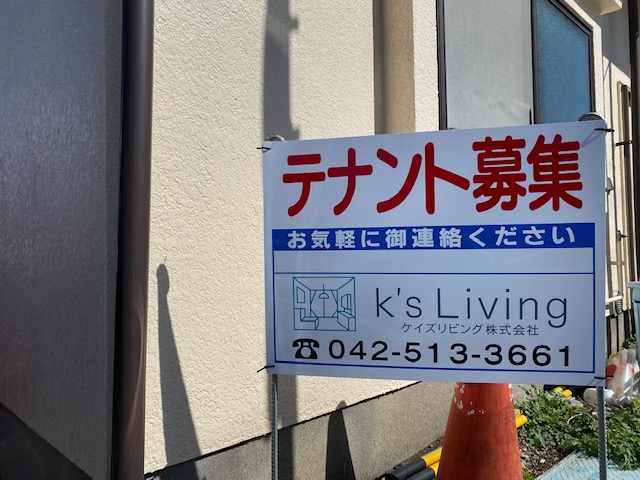 テナント募集
お気軽に御連絡ください
k's Living
ケイズリビング株式会社
☎ 042-513-3661